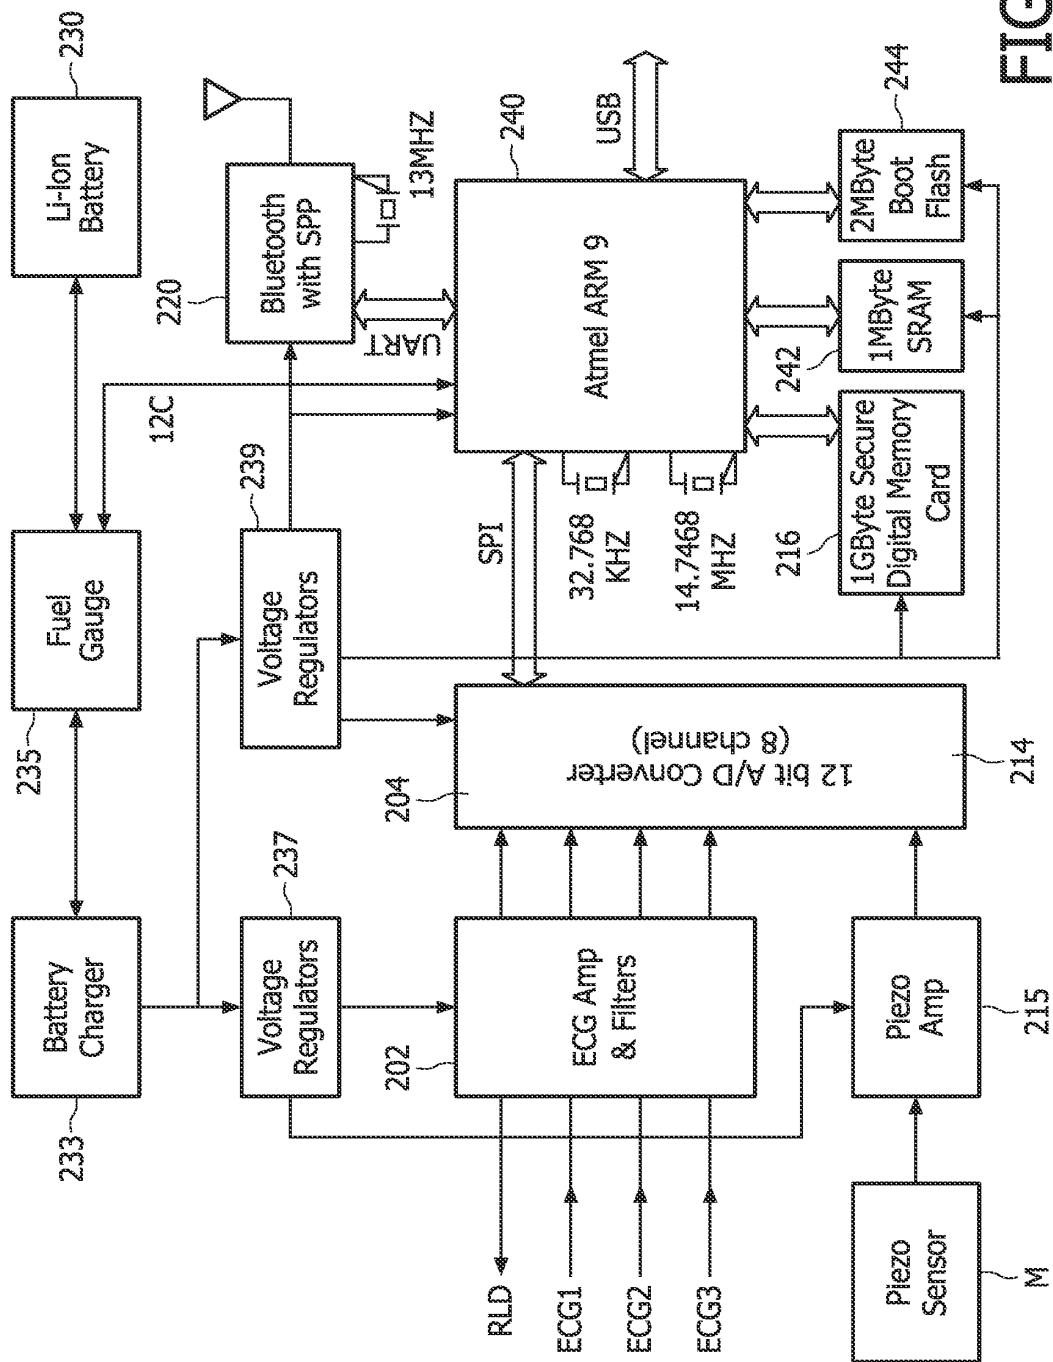 230
Li-Ion
Battery
Fuel
Gauge
235
Battery
Charger
233
12C
220
Bluetooth
with SPP
13MHZ
UART
239
Voltage
Regulators
237
Voltage
Regulators
240
Atmel ARM 9
USB
SPI
32.768
KHZ
14.7468
MHZ
204
12 bit A/D Converter
(8 channel)
214
202
ECG Amp
& Filters
RLD
ECG1
ECG2
ECG3
244
2MByte
Boot
Flash
242
1MByte
SRAM
216
1GByte Secure
Digital Memory
Card
Piezo
Amp
215
Piezo
Sensor
M
FIG